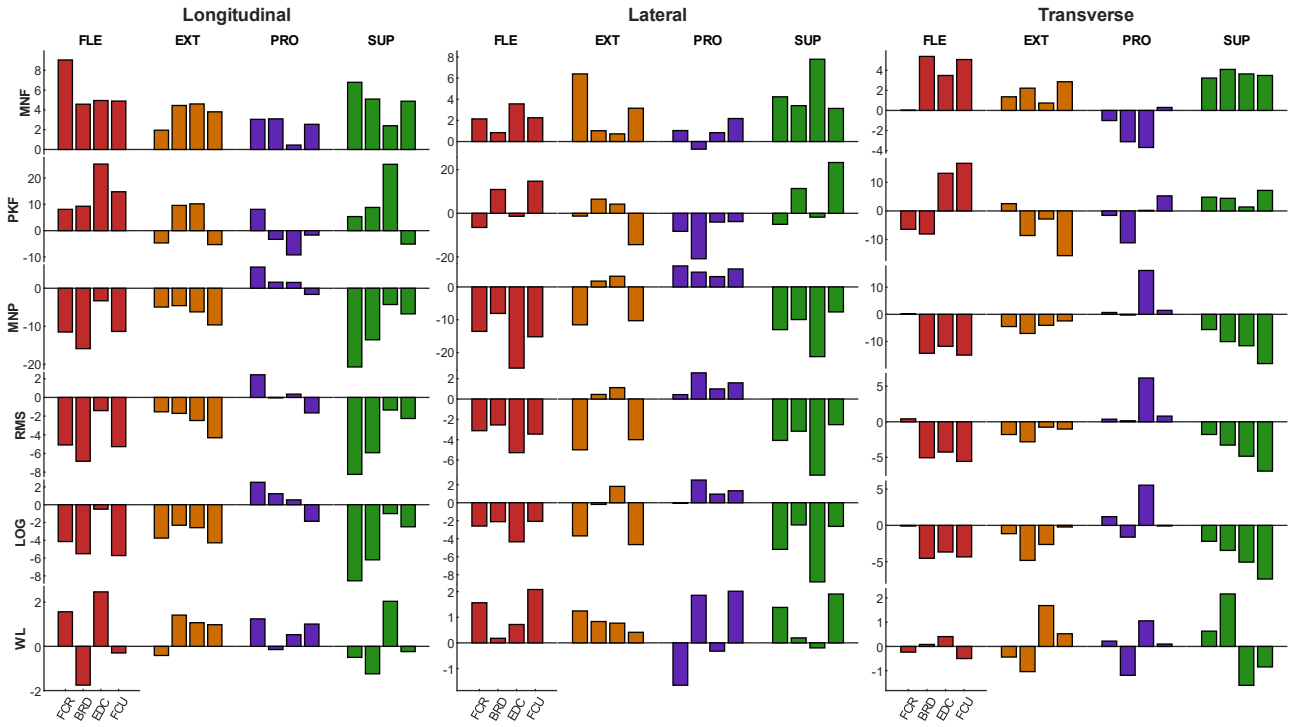 Longitudinal Lateral Transverse
FLE EXT PRO SUP FLE EXT PRO SUP FLE EXT PRO SUP
MNF 8 6 4 2 0 8 6 4 2 0 4 2 0 -2 -4
PKF 20 10 0 -10 20 0 -20 10 0 -10
MNP 0 -10 -20 0 -10 -20 10 0 -10
RMS 2 0 -2 -4 -6 -8 2 0 -2 -4 -6 5 0 -5
LOG 2 0 -2 -4 -6 -8 2 0 -2 -4 -6 -8 5 0 -5
WL 2 0 -2 2 1 0 -1 2 1 0 -1
FCR BRD EDC FCU FCR BRD EDC FCU FCR BRD EDC FCU